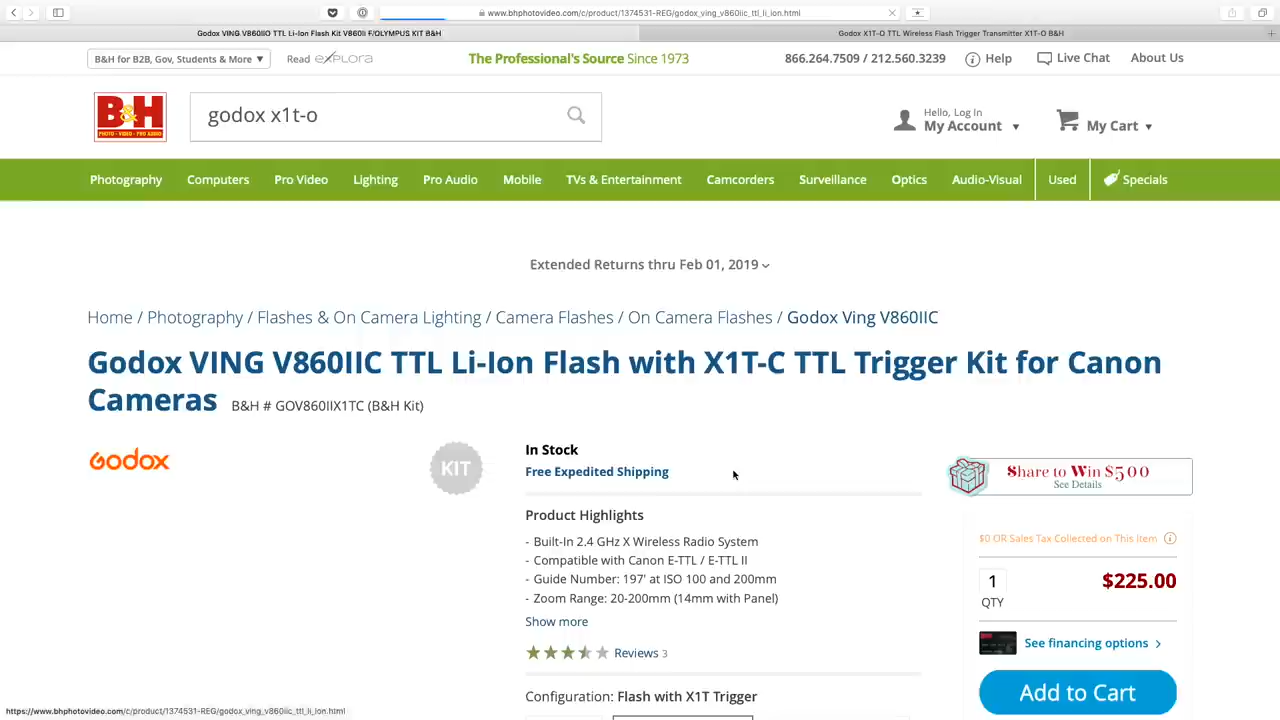 www.bhphotovideo.com/c/product/1374531-REG/godox_ving_v860iic_ttl_li_ion.html
Godox VING V860IIO TTL Li-Ion Flash Kit V860Ii F/OLYMPUS KIT B&H
Godox X1T-O TTL Wireless Flash Trigger Transmitter X1T-O B&H
B&H for B2B, Gov, Students & More
Read explora
The Professional's Source Since 1973
866.264.7509 / 212.560.3239
Help
Live Chat
About Us
B&H
PHOTO - VIDEO - PRO AUDIO
godox x1t-o
Hello, Log In
My Account
My Cart
Photography
Computers
Pro Video
Lighting
Pro Audio
Mobile
TVs & Entertainment
Camcorders
Surveillance
Optics
Audio-Visual
Used
Specials
Extended Returns thru Feb 01, 2019
Home / Photography / Flashes & On Camera Lighting / Camera Flashes / On Camera Flashes / Godox Ving V860IIC
Godox VING V860IIC TTL Li-Ion Flash with X1T-C TTL Trigger Kit for Canon
Cameras B&H # GOV860IIX1TC (B&H Kit)
Godox
KIT
In Stock
Free Expedited Shipping
Share to Win $500
See Details
Product Highlights
- Built-In 2.4 GHz X Wireless Radio System
- Compatible with Canon E-TTL / E-TTL II
- Guide Number: 197' at ISO 100 and 200mm
- Zoom Range: 20-200mm (14mm with Panel)
Show more
Reviews 3
Configuration: Flash with X1T Trigger
$0 OR Sales Tax Collected on This Item
1
QTY
$225.00
See financing options
Add to Cart
https://www.bhphotovideo.com/c/product/1374531-REG/godox_ving_v860iic_ttl_li_ion.html